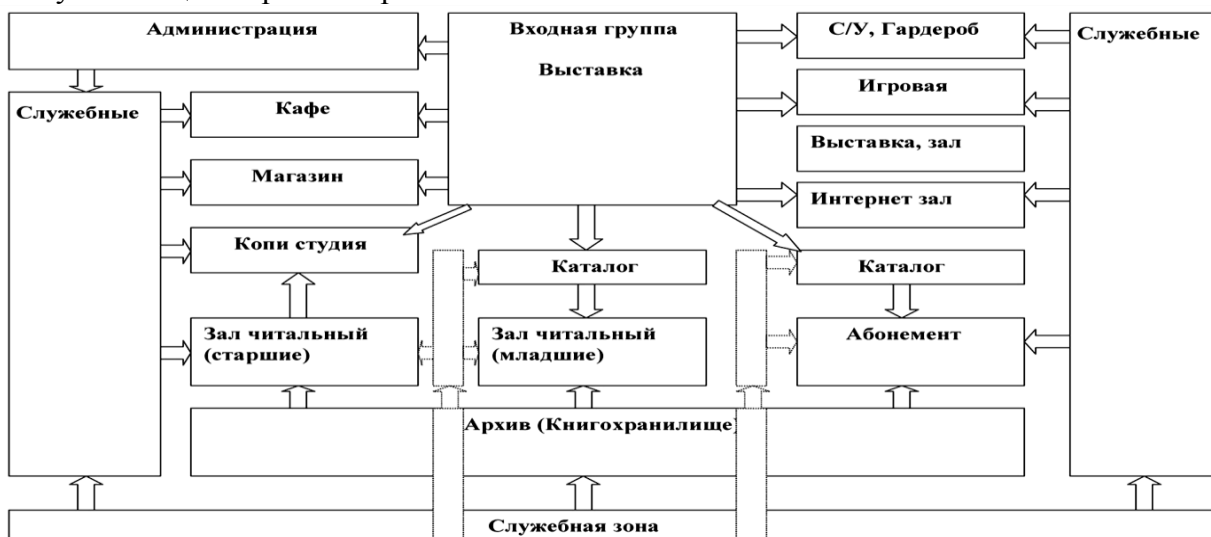 Администрация
Входная группа
Выставка
С/У, Гардероб
Служебные
Служебные
Кафе
Игровая
Выставка, зал
Магазин
Интернет зал
Копи студия
Каталог
Каталог
Зал читальный
(старшие)
Зал читальный
(младшие)
Абонемент
Архив (Книгохранилище)
Служебная зона